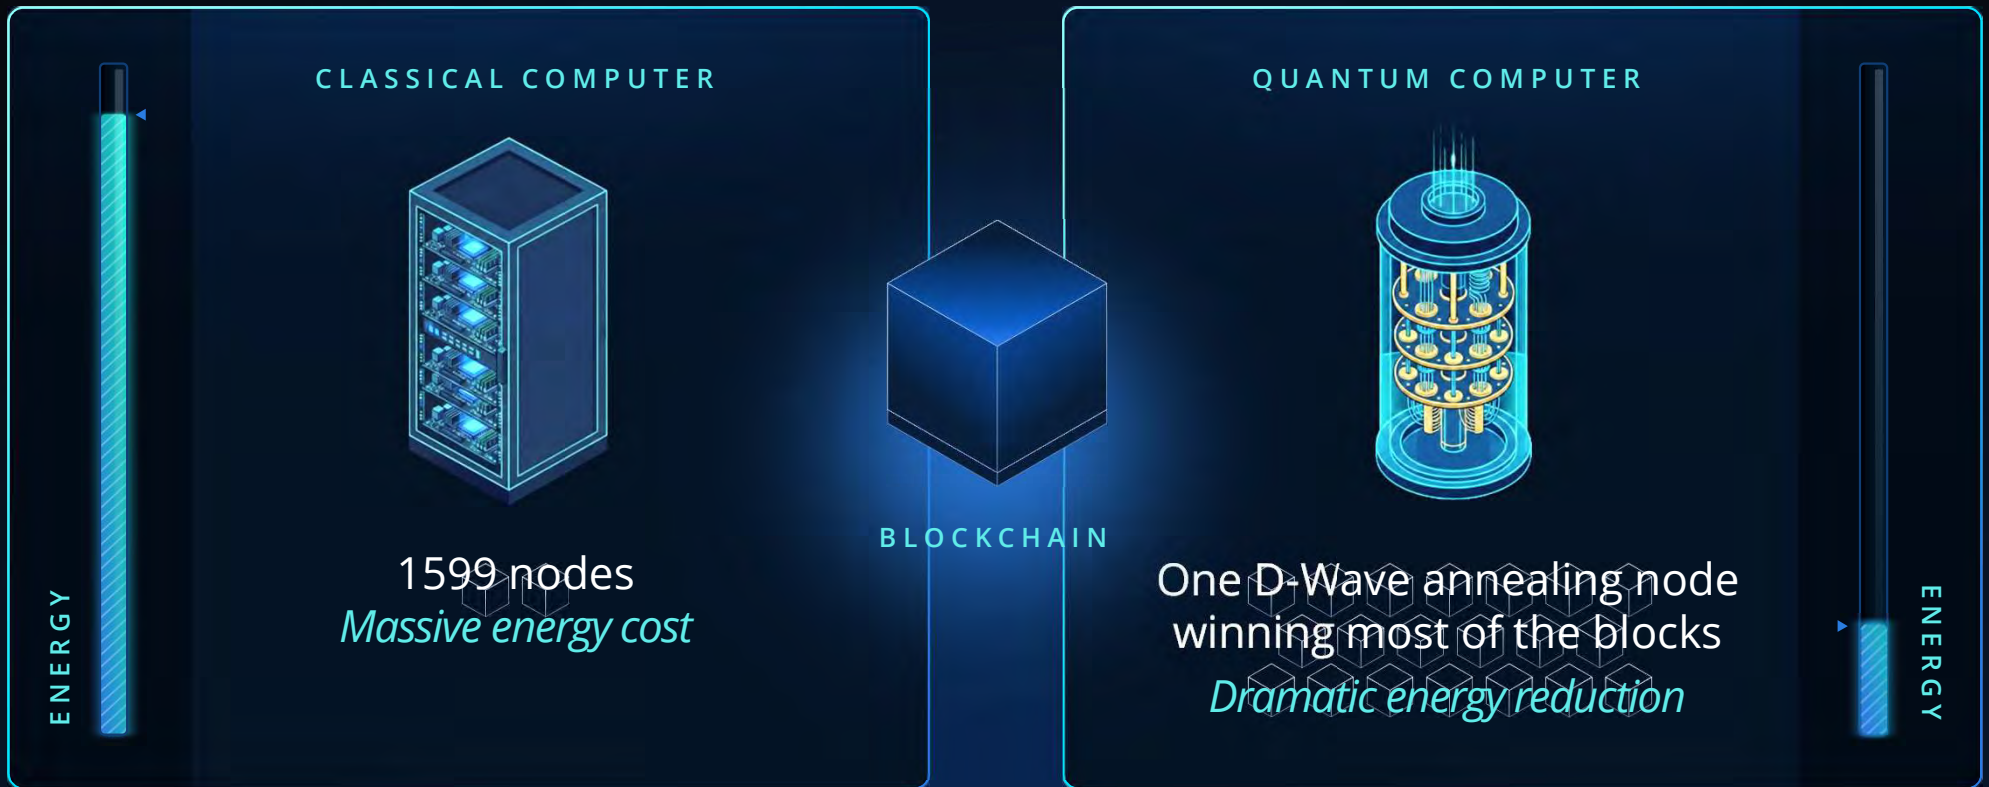 CLASSICAL COMPUTER
ENERGY
1599 nodes
Massive energy cost
BLOCKCHAIN
QUANTUM COMPUTER
One D-Wave annealing node
winning most of the blocks
Dramatic energy reduction
ENERGY